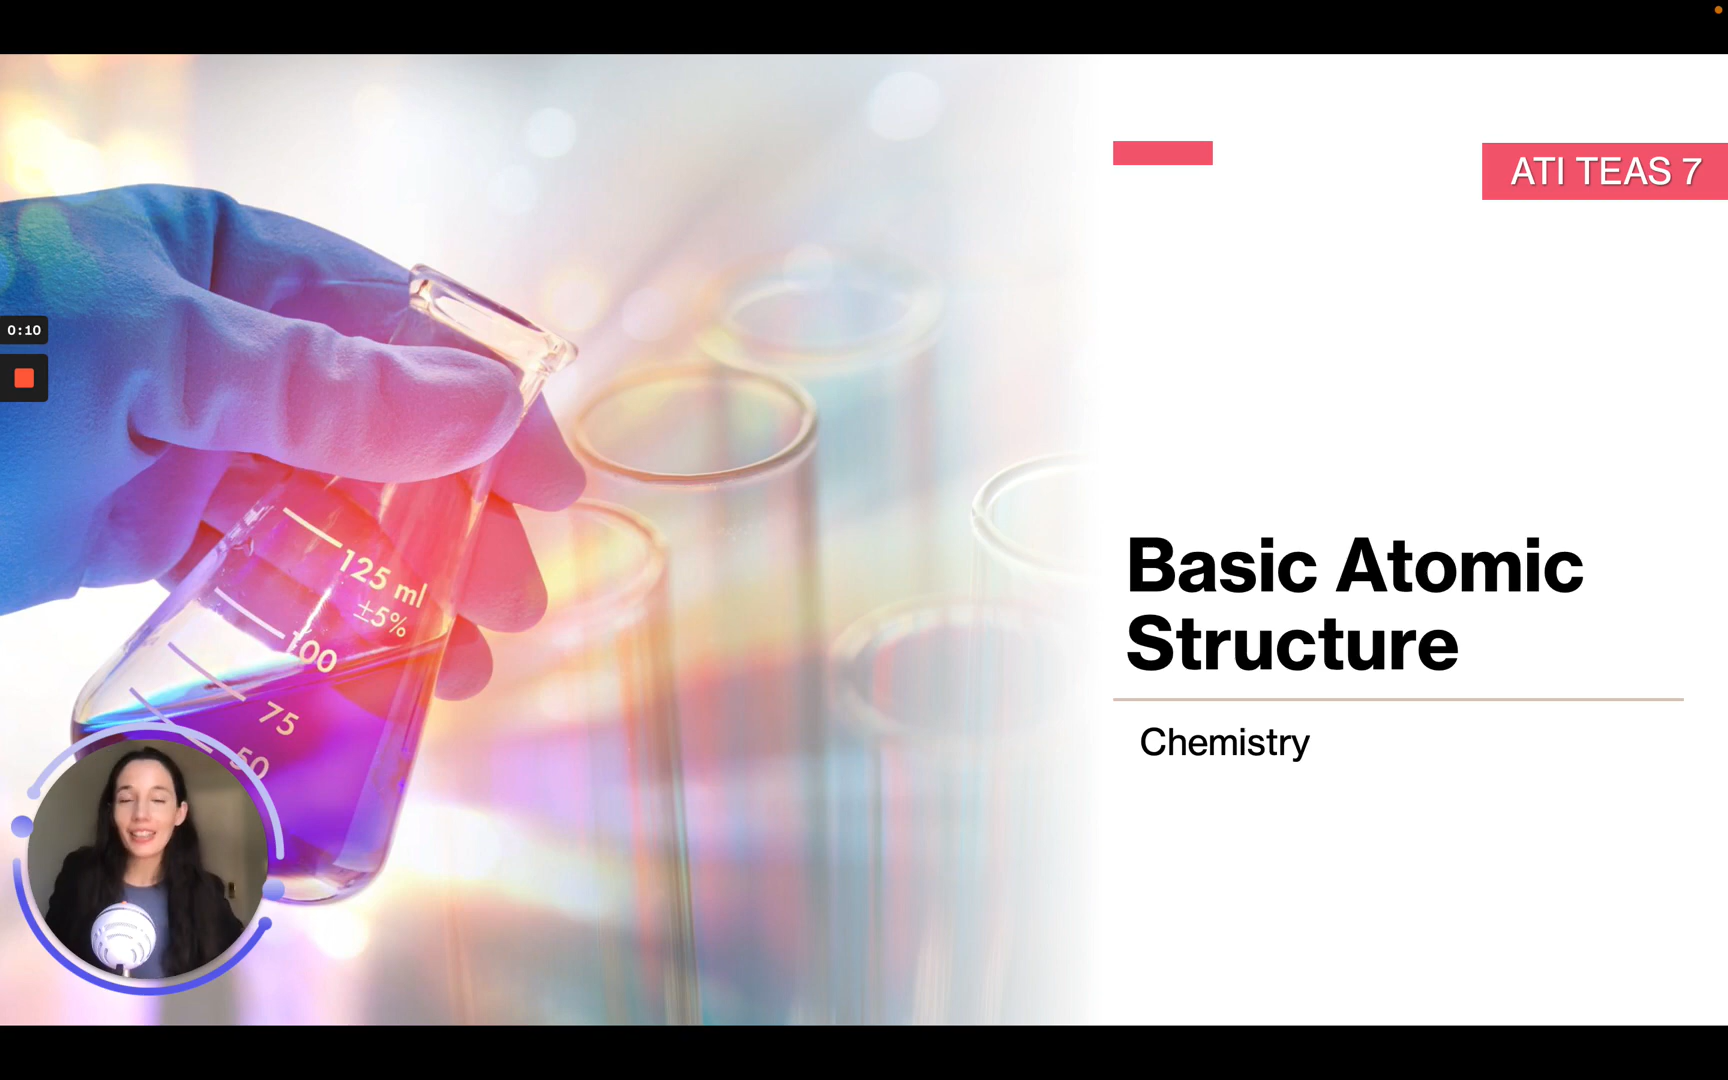 ATI TEAS 7
0:10
125 ml
±5%
100
75
50
Basic Atomic
Structure
Chemistry